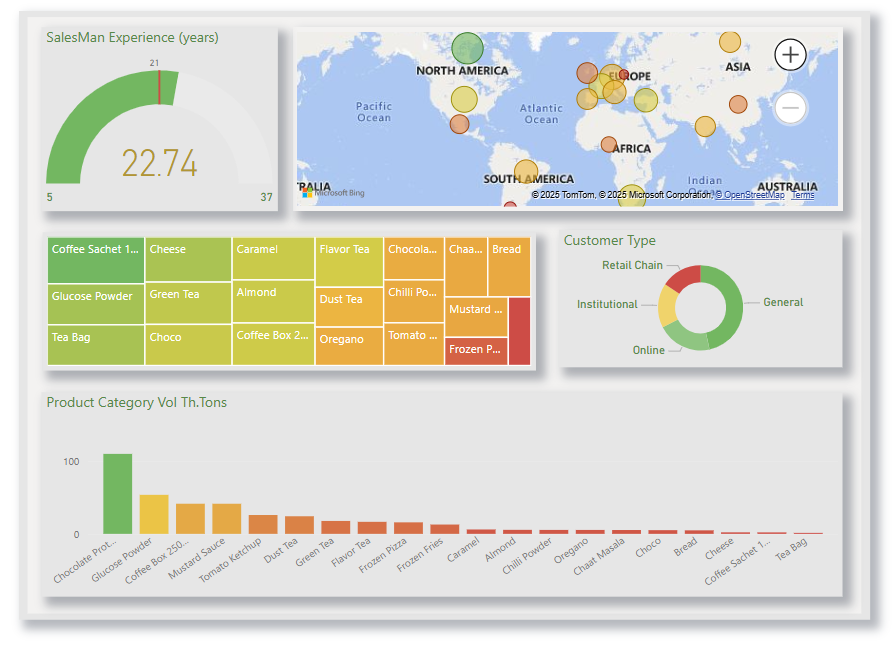 SalesMan Experience (years)
21
22.74
5
37
NORTH AMERICA
EUROPE
ASIA
Pacific
Ocean
Atlantic
Ocean
AFRICA
SOUTH AMERICA
Indian
Ocean
RALIA
AUSTRALIA
Microsoft Bing
© 2025 TomTom, © 2025 Microsoft Corporation, © OpenStreetMap Terms
Coffee Sachet 1...
Cheese
Caramel
Flavor Tea
Chocola...
Chaa...
Bread
Glucose Powder
Green Tea
Almond
Dust Tea
Chilli Po...
Mustard ...
Tea Bag
Choco
Coffee Box 2...
Oregano
Tomato ...
Frozen P...
Customer Type
Retail Chain
Institutional
General
Online
Product Category Vol Th.Tons
100
0
Chocolate Prot...
Glucose Powder
Coffee Box 250...
Mustard Sauce
Tomato Ketchup
Dust Tea
Green Tea
Flavor Tea
Frozen Pizza
Frozen Fries
Caramel
Almond
Chilli Powder
Oregano
Chaat Masala
Choco
Bread
Cheese
Coffee Sachet 1...
Tea Bag